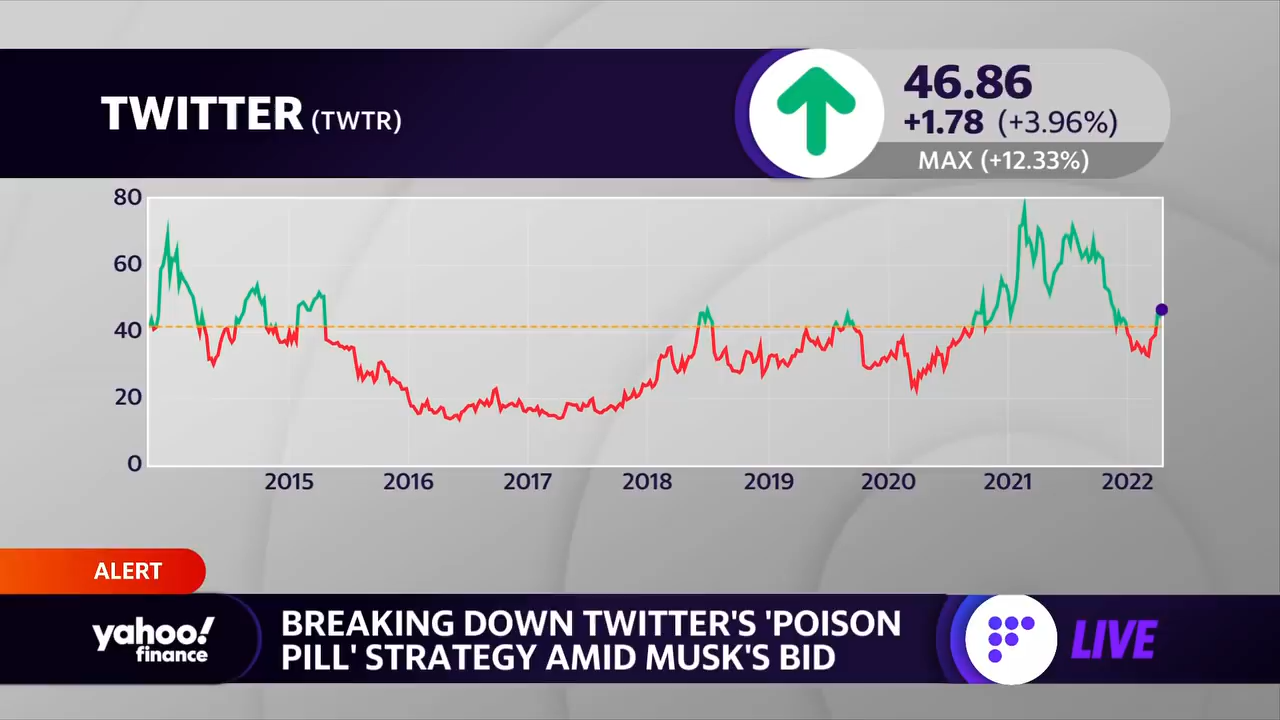 TWITTER (TWTR)
46.86
+1.78 (+3.96%)
MAX (+12.33%)
80
60
40
20
0
2015 2016 2017 2018 2019 2020 2021 2022
ALERT
yahoo!
finance
BREAKING DOWN TWITTER'S 'POISON
PILL' STRATEGY AMID MUSK'S BID
LIVE